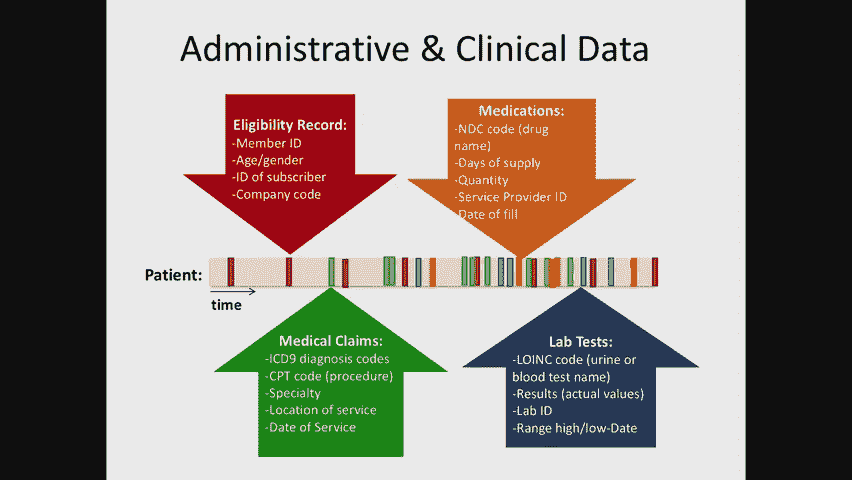 Administrative & Clinical Data
Eligibility Record:
-Member ID
-Age/gender
-ID of subscriber
-Company code
Medications:
-NDC code (drug
name)
-Days of supply
-Quantity
-Service Provider ID
-Date of fill
Patient:
time
Medical Claims:
-ICD9 diagnosis codes
-CPT code (procedure)
-Specialty
-Location of service
-Date of Service
Lab Tests:
-LOINC code (urine or
blood test name)
-Results (actual values)
-Lab ID
-Range high/low-Date